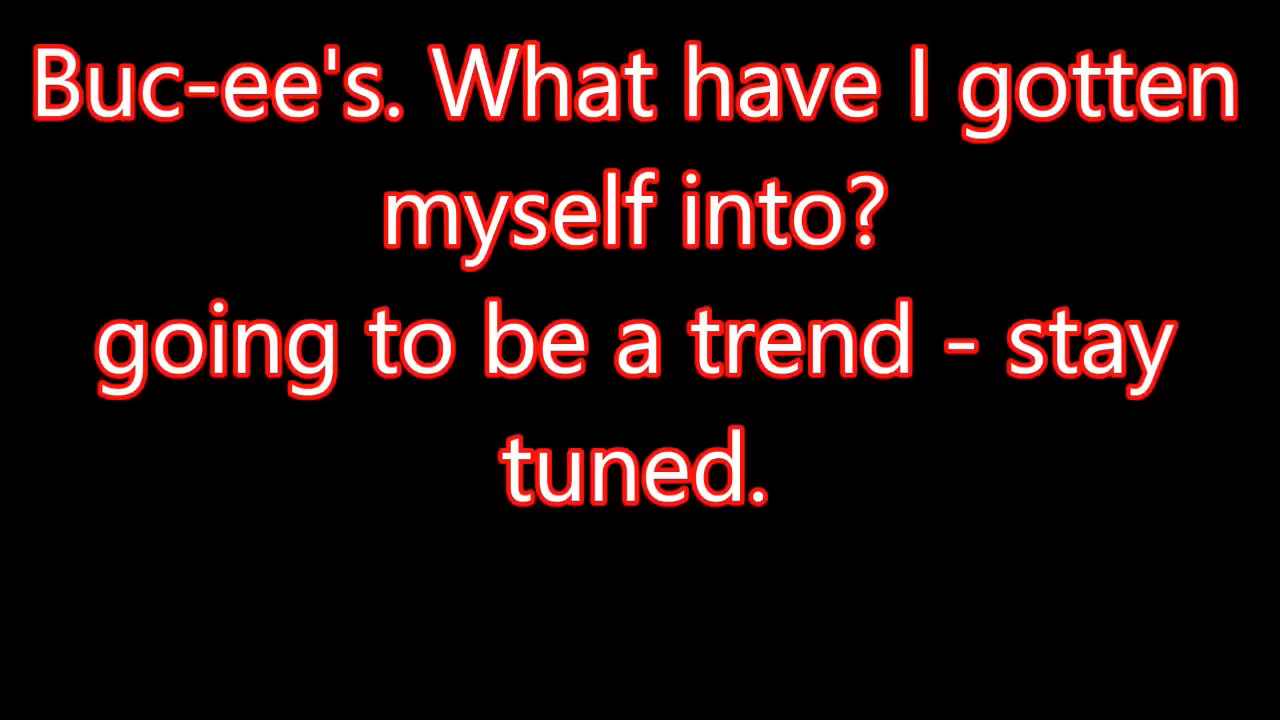 Buc-ee's. What have I gotten
myself into?
going to be a trend - stay
tuned.